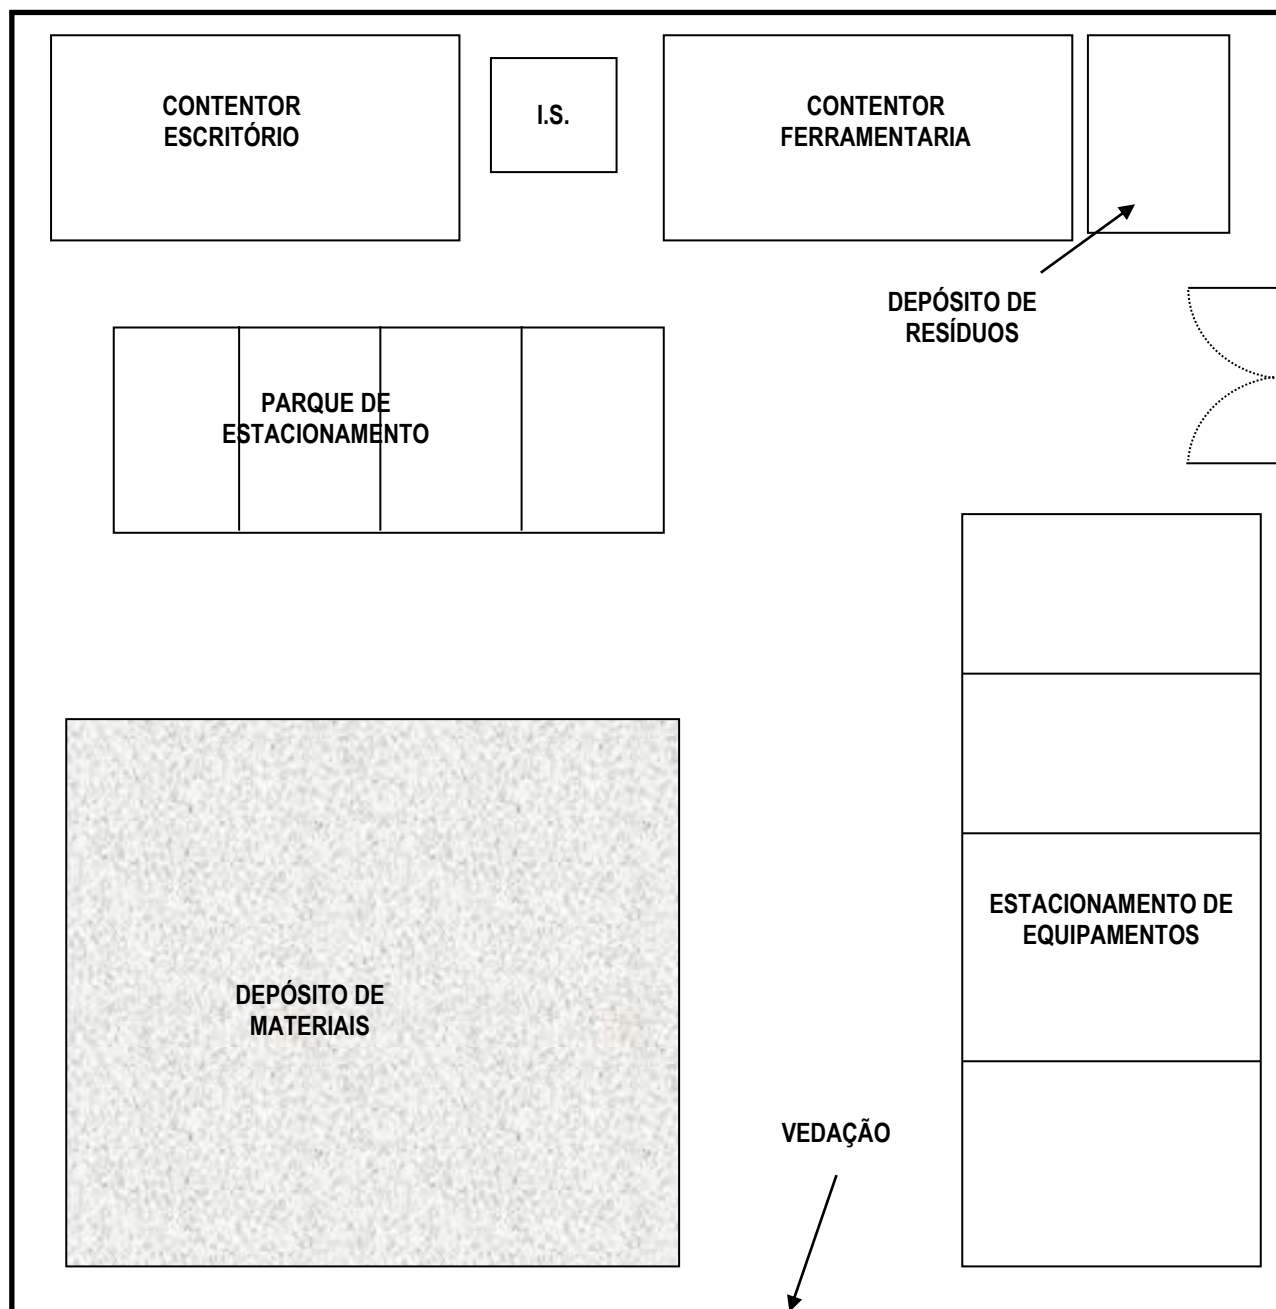 CONTENTOR
ESCRITÓRIO
I.S.
CONTENTOR
FERRAMENTARIA
DEPÓSITO DE
RESÍDUOS
PARQUE DE
ESTACIONAMENTO
ESTACIONAMENTO DE
EQUIPAMENTOS
DEPÓSITO DE
MATERIAIS
VEDAÇÃO